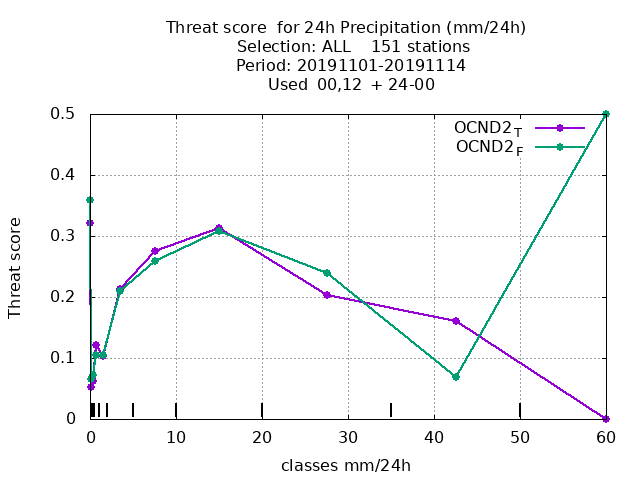 Threat score  for 24h Precipitation (mm/24h)
Selection: ALL    151 stations
Period: 20191101-20191114
Used  00,12  + 24-00
OCND2T
OCND2F
Threat score
0.5
0.4
0.3
0.2
0.1
0
0 10 20 30 40 50 60
classes mm/24h